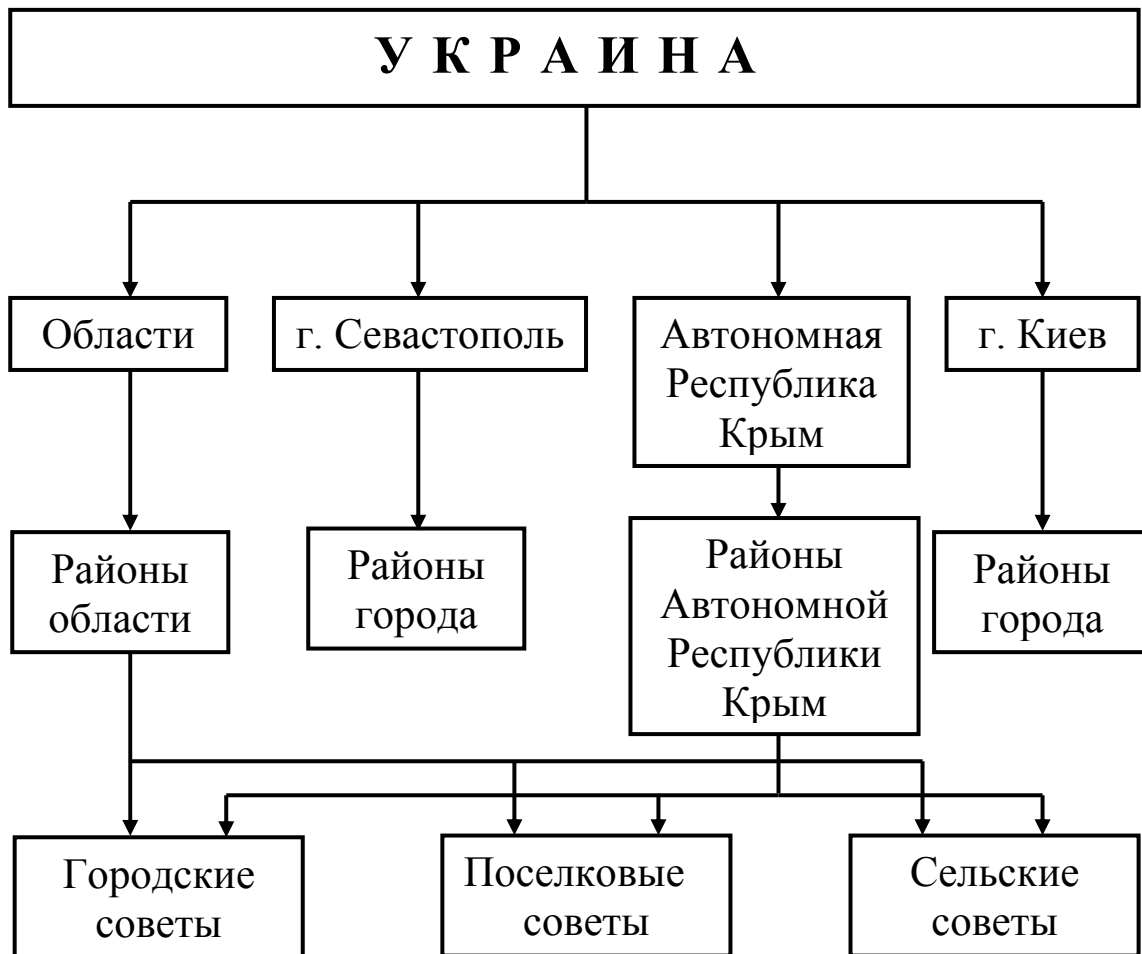 У К Р А И Н А
Области
г. Севастополь
Автономная
Республика
Крым
г. Киев
Районы
области
Районы
города
Районы
Автономной
Республики
Крым
Районы
города
Городские
советы
Поселковые
советы
Сельские
советы